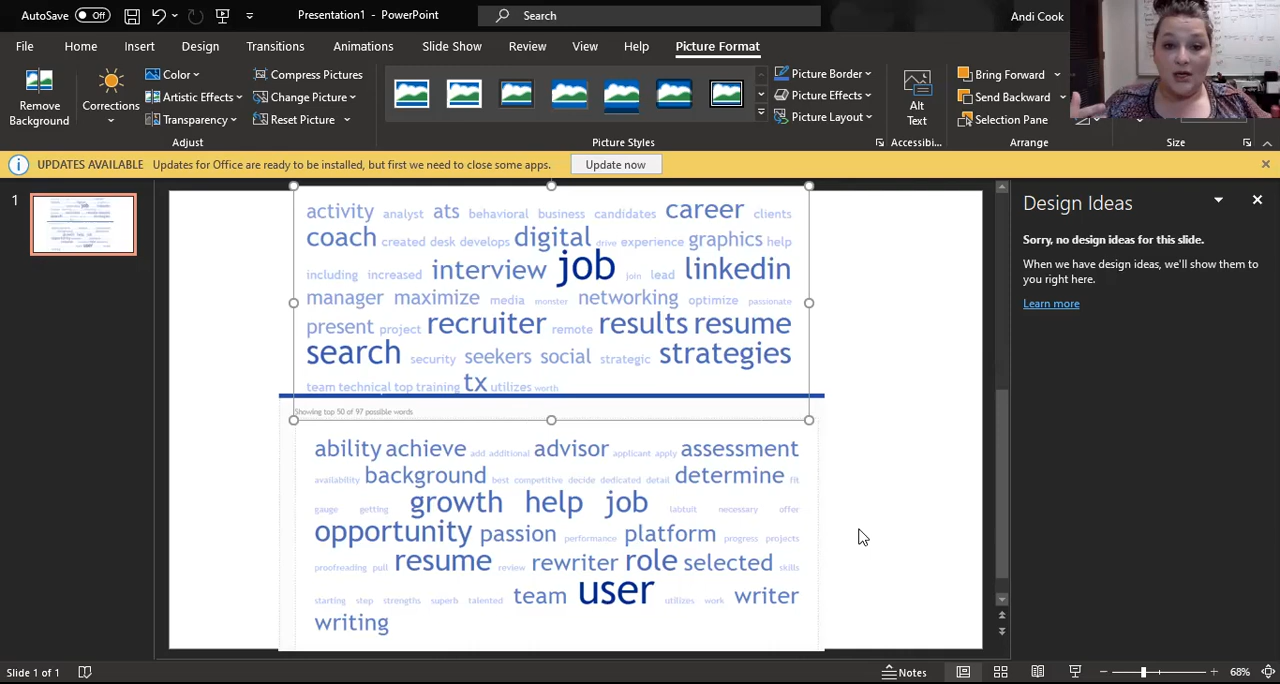 AutoSave Off Presentation1 - PowerPoint Search Andi Cook
File Home Insert Design Transitions Animations Slide Show Review View Help Picture Format
Remove Background
Corrections
Color
Artistic Effects
Transparency
Compress Pictures
Change Picture
Reset Picture
Adjust
Picture Styles
Picture Border
Picture Effects
Picture Layout
Alt Text
Accessibi...
Bring Forward
Send Backward
Selection Pane
Arrange
Size
UPDATES AVAILABLE Updates for Office are ready to be installed, but first we need to close some apps. Update now
1
activity analyst ats behavioral business candidates career clients
coach created desk develops digital drive experience graphics help
including increased interview job join lead linkedin
manager maximize media monster networking optimize passionate
present project recruiter remote results resume
search security seekers social strategic strategies
team technical top training tx utilizes worth
Showing top 50 of 97 possible words
ability achieve add additional advisor applicant apply assessment
availability background best competitive decide dedicated detail determine fit
gauge getting growth help job labtuit necessary offer
opportunity passion performance platform progress projects
proofreading pull resume review rewriter role selected skills
starting step strengths superb talented team user utilizes work writer
writing
Design Ideas
Sorry, no design ideas for this slide.
When we have design ideas, we'll show them to
you right here.
Learn more
Slide 1 of 1 Notes 68%